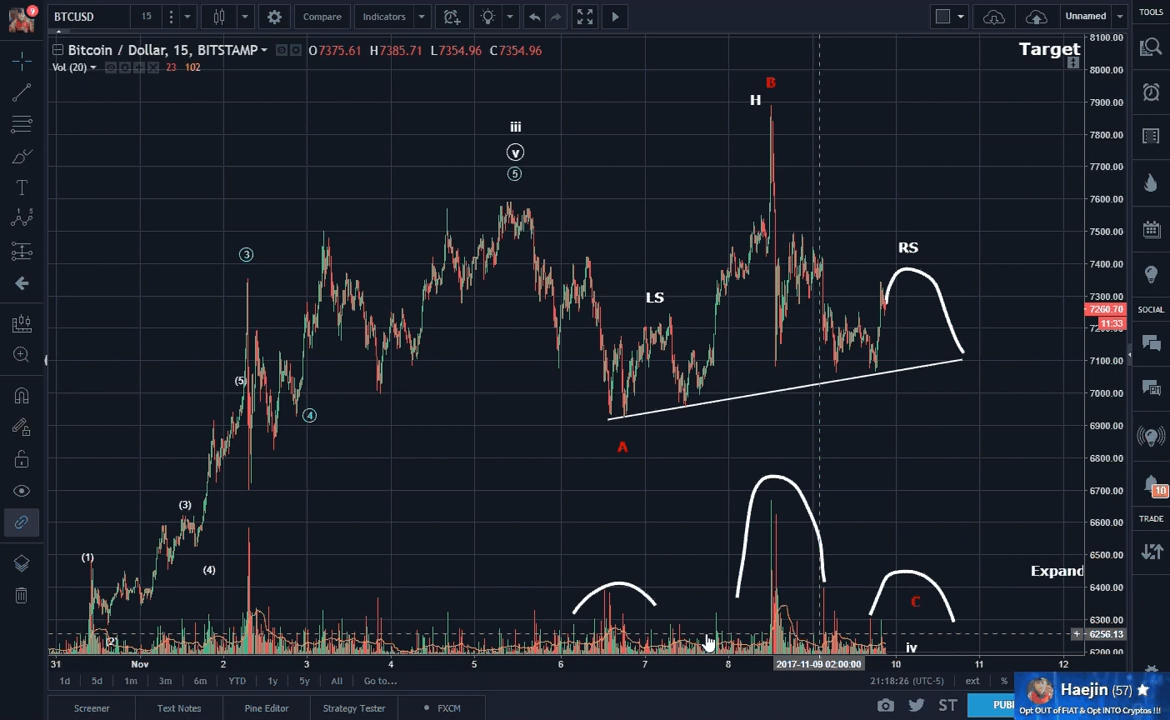 BTCUSD 15 Compare Indicators Unnamed
TOOLS
Bitcoin / Dollar, 15, BITSTAMP O7375.61 H7385.71 L7354.96 C7354.96
Vol (20) 23 102
Target
8100.00
8000.00
7900.00
7800.00
7700.00
7600.00
7500.00
7400.00
7300.00
7260.70
11:33
7100.00
7000.00
6900.00
6800.00
6700.00
6600.00
6500.00
6400.00
6300.00
6256.13
6200.00
B
H
iii
v
5
3
RS
LS
(5)
4
A
(3)
(1)
(4)
(2)
Expand
C
iv
SOCIAL
10
TRADE
31 Nov 2 3 4 5 6 7 8 2017-11-09 02:00:00 10 11 12
1d 5d 1m 3m 6m YTD 1y 5y All Go to... 21:18:26 (UTC-5) ext %
Screener Text Notes Pine Editor Strategy Tester FXCM ST PUB
Haejin (57)
Opt OUT of FIAT & Opt INTO Cryptos !!!